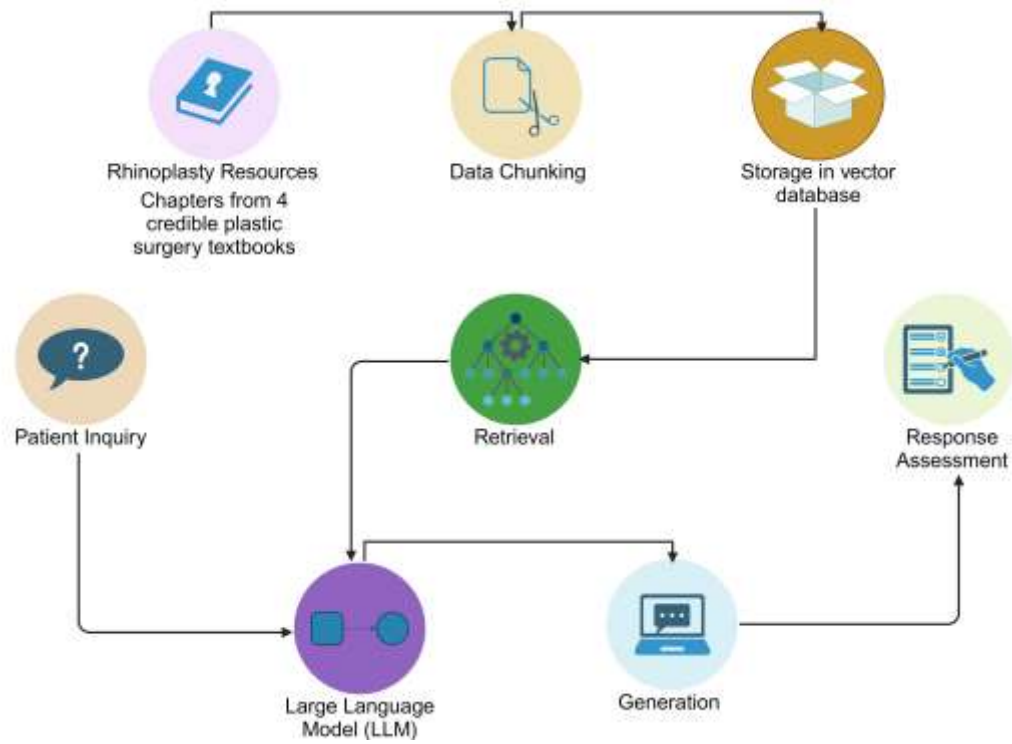 Rhinoplasty Resources
Chapters from 4
credible plastic
surgery textbooks
Data Chunking
Storage in vector
database
?
Patient Inquiry
Retrieval
Response
Assessment
Large Language
Model (LLM)
Generation